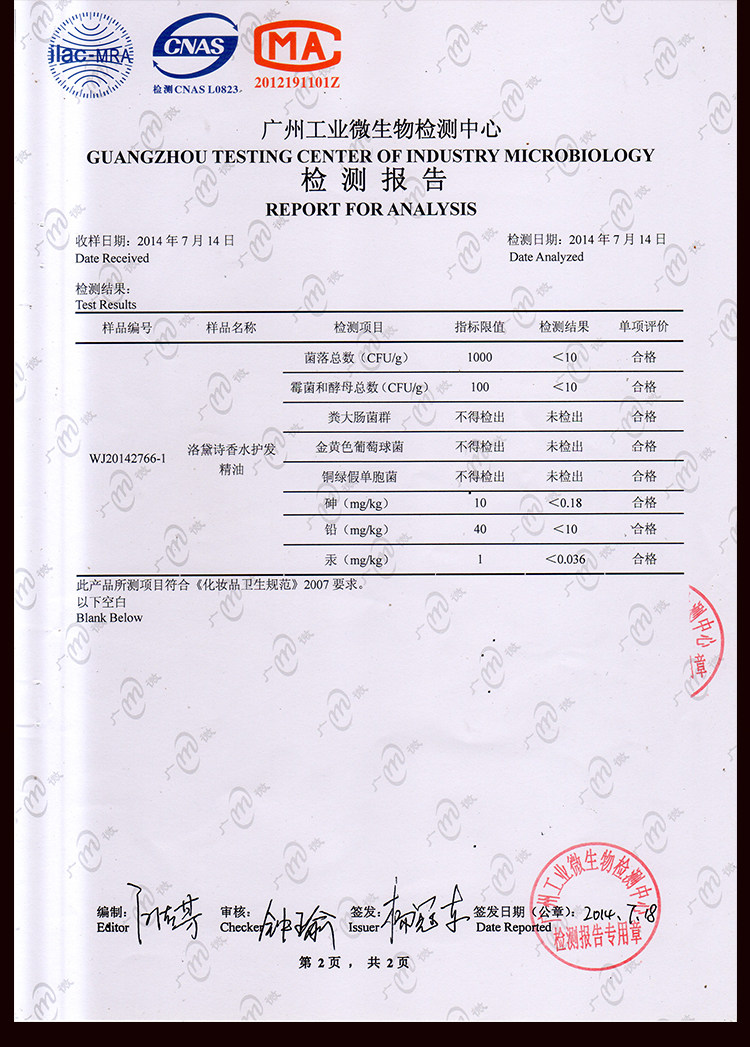 ilac-MRA
CNAS
检测CNAS L0823
MA
2012191101Z
广州工业微生物检测中心
GUANGZHOU TESTING CENTER OF INDUSTRY MICROBIOLOGY
检 测 报 告
REPORT FOR ANALYSIS
收样日期：2014 年 7 月 14 日 检测日期：2014 年 7 月 14 日
Date Received Date Analyzed
检测结果：
Test Results
样品编号 样品名称 检测项目 指标限值 检测结果 单项评价
菌落总数（CFU/g） 1000 ＜10 合格
霉菌和酵母总数（CFU/g） 100 ＜10 合格
粪大肠菌群 不得检出 未检出 合格
WJ20142766-1 洛黛诗香水护发精油 金黄色葡萄球菌 不得检出 未检出 合格
铜绿假单胞菌 不得检出 未检出 合格
砷（mg/kg） 10 ＜0.18 合格
铅（mg/kg） 40 ＜10 合格
汞（mg/kg） 1 ＜0.036 合格
此产品所测项目符合《化妆品卫生规范》2007 要求。
以下空白
Blank Below
测中心
章
广州工业微生物检测中心
检测报告专用章
编制： 审核： 签发： 签发日期（公章）：2014.7.18
Editor Checker Issuer Date Reported
第 2 页 ， 共 2 页
广微